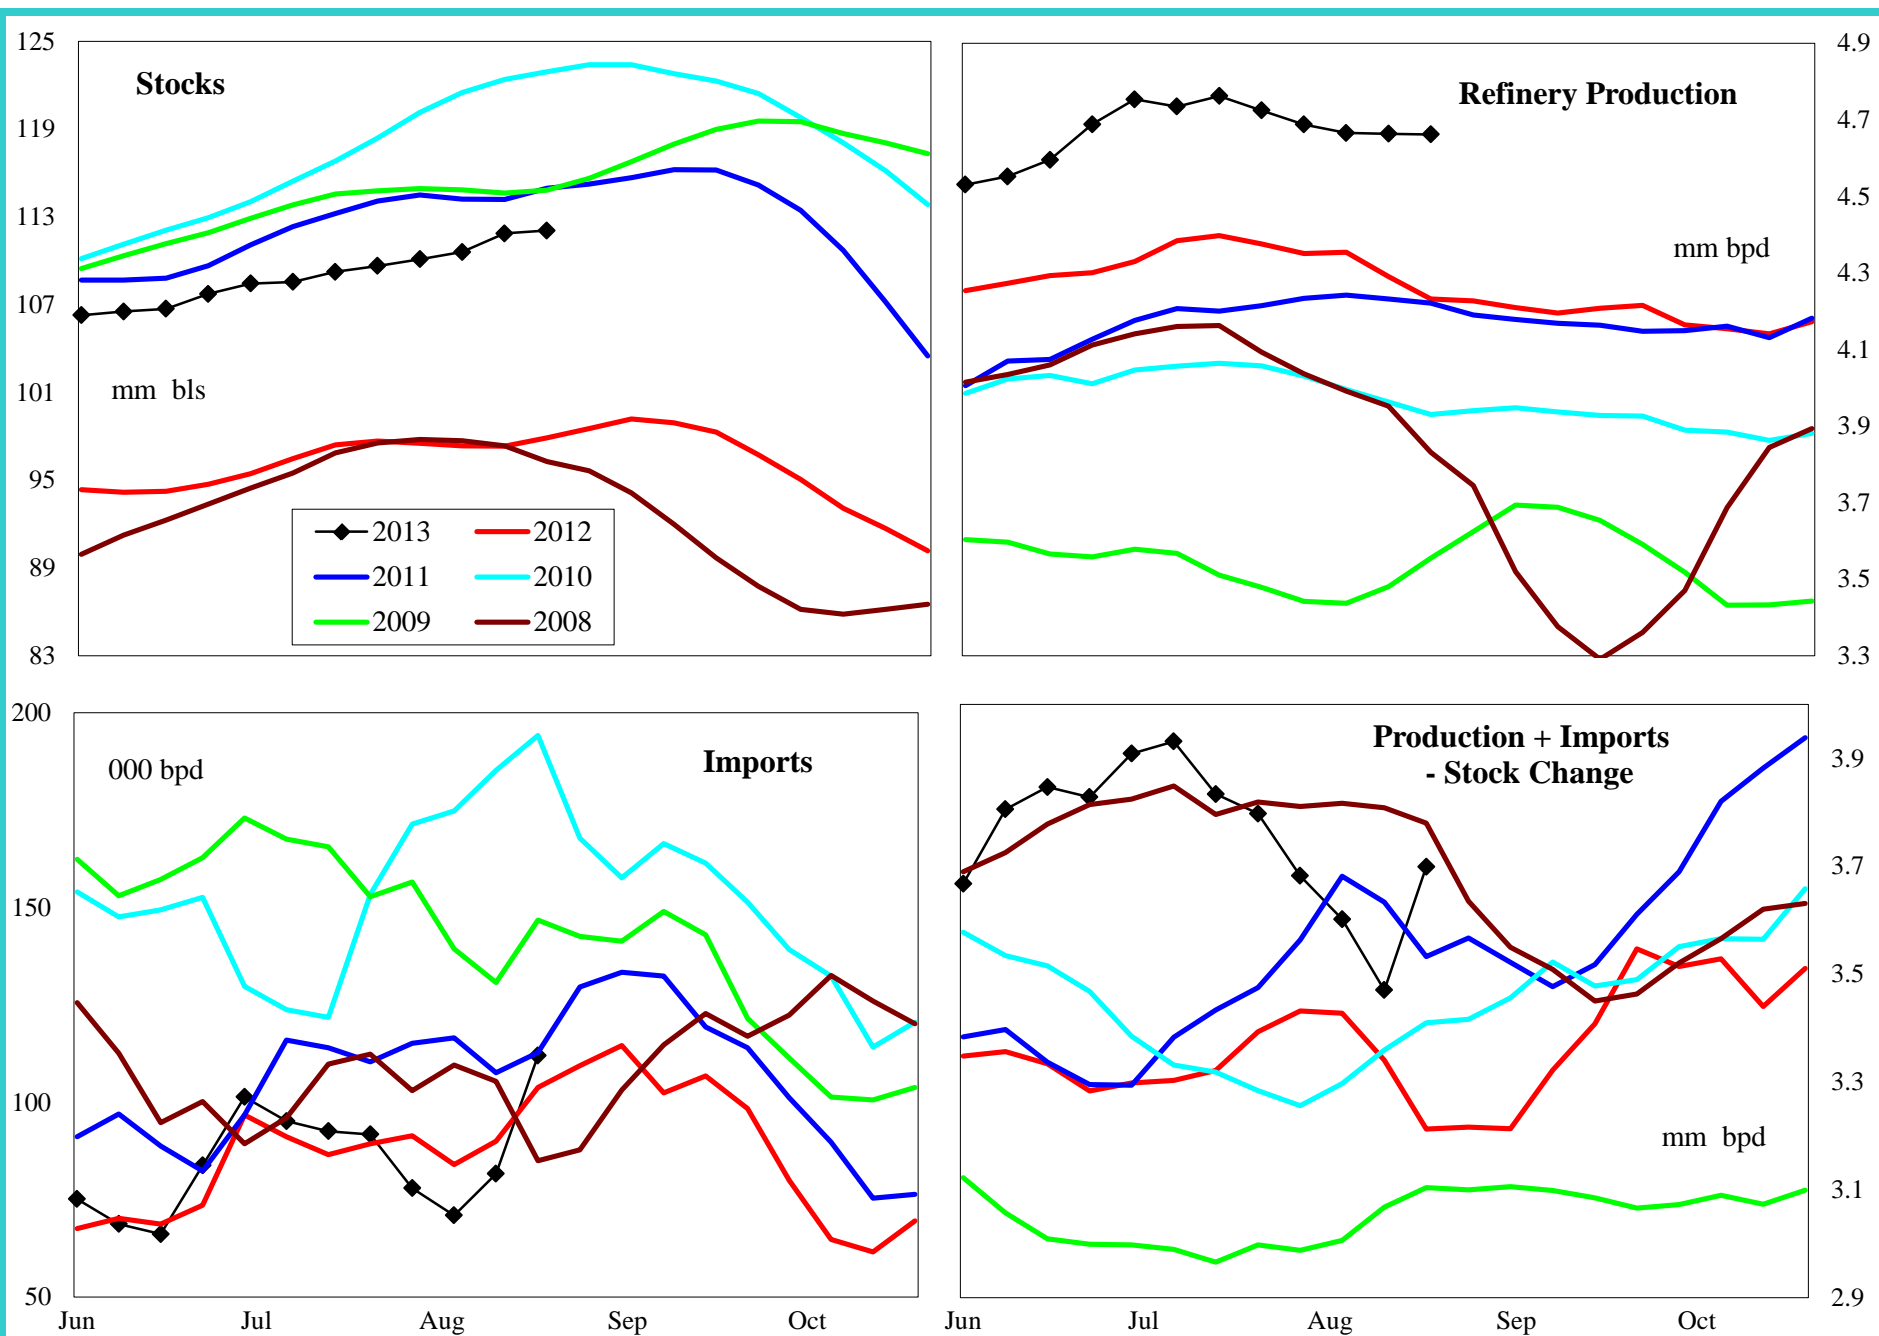 125
119
113
107
101
95
89
83
Stocks
mm bls
2013 2012
2011 2010
2009 2008
Refinery Production
mm bpd
4.9
4.7
4.5
4.3
4.1
3.9
3.7
3.5
3.3
200
150
100
50
000 bpd
Imports
Jun Jul Aug Sep Oct
Production + Imports
- Stock Change
mm bpd
3.9
3.7
3.5
3.3
3.1
2.9
Jun Jul Aug Sep Oct